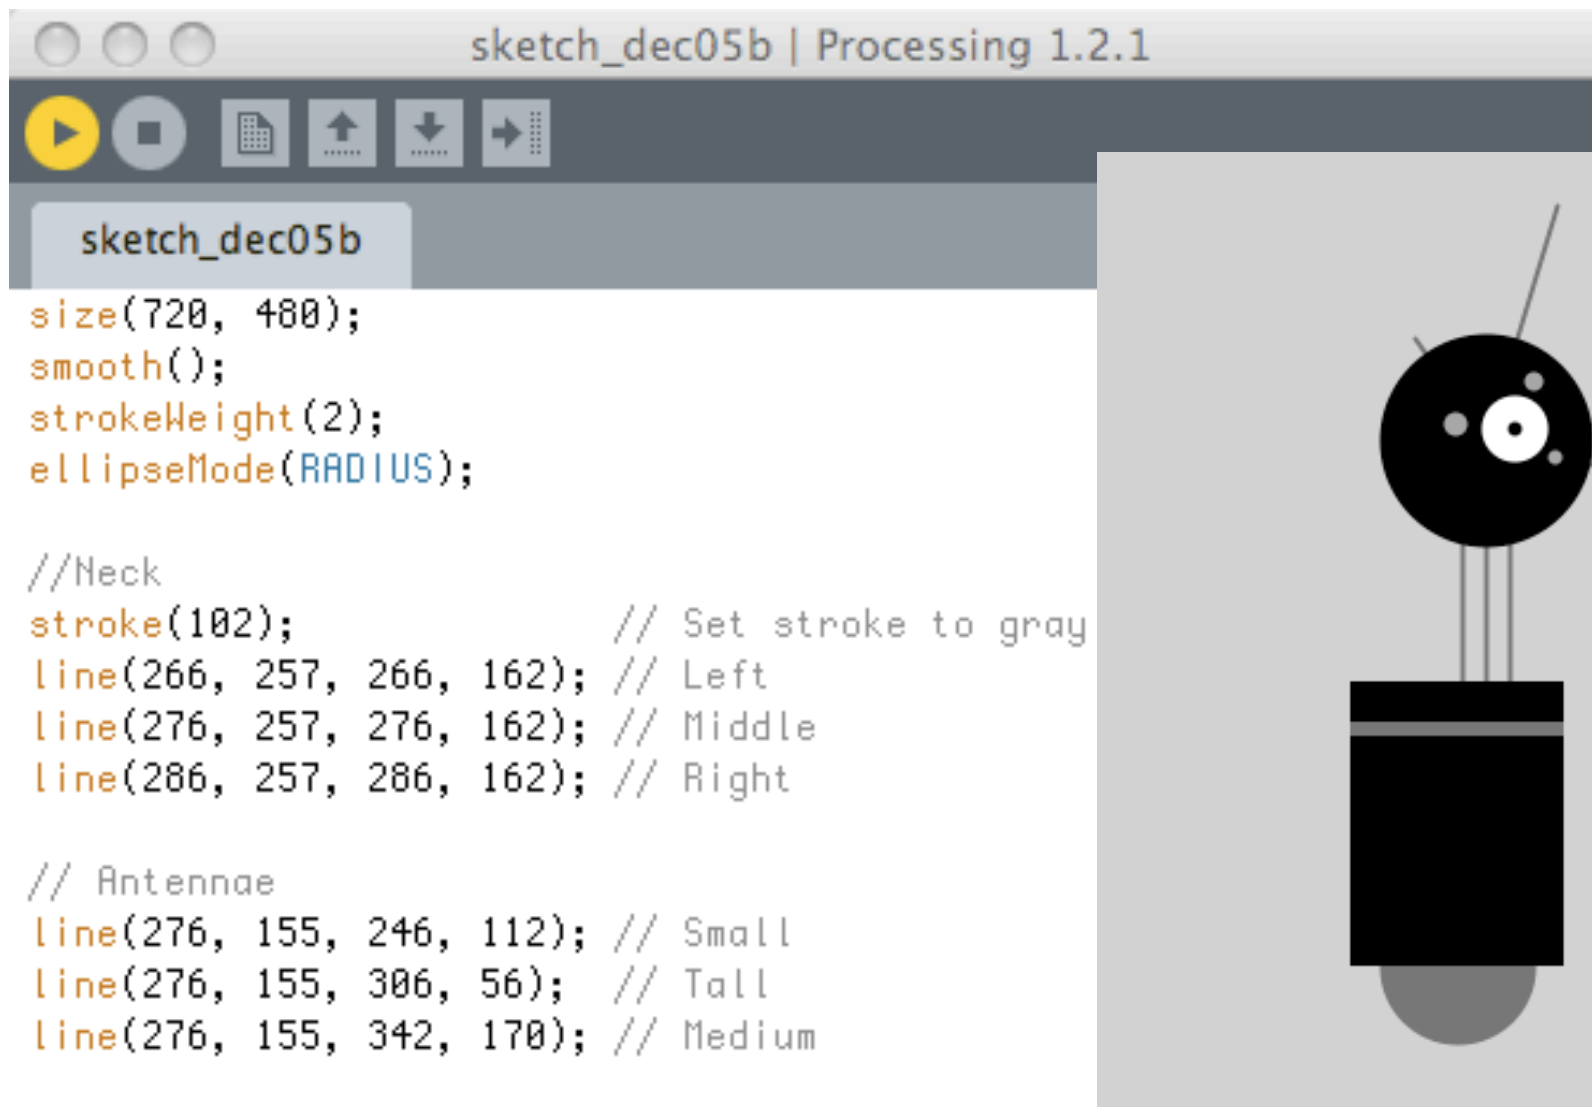 sketch_dec05b | Processing 1.2.1
sketch_dec05b
size(720, 480);
smooth();
strokeWeight(2);
ellipseMode(RADIUS);
//Neck
stroke(102); // Set stroke to gray
line(266, 257, 266, 162); // Left
line(276, 257, 276, 162); // Middle
line(286, 257, 286, 162); // Right
// Antennae
line(276, 155, 246, 112); // Small
line(276, 155, 306, 56); // Tall
line(276, 155, 342, 170); // Medium